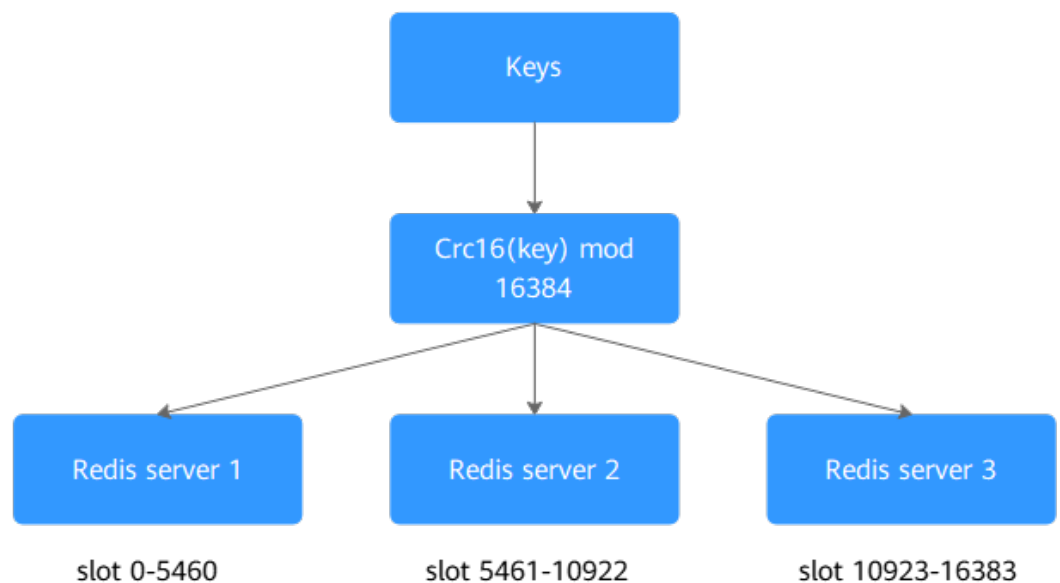 Keys
Crc16(key) mod
16384
Redis server 1
Redis server 2
Redis server 3
slot 0-5460
slot 5461-10922
slot 10923-16383